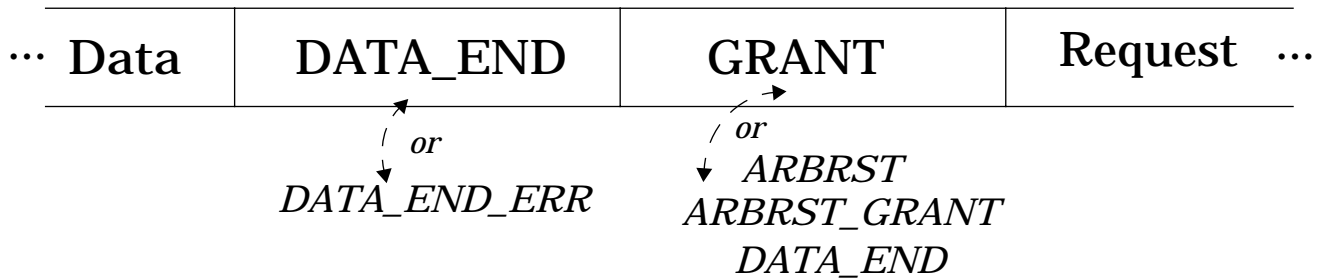 ... Data DATA_END GRANT Request ...
or or
DATA_END_ERR ARBRST
ARBRST_GRANT
DATA_END